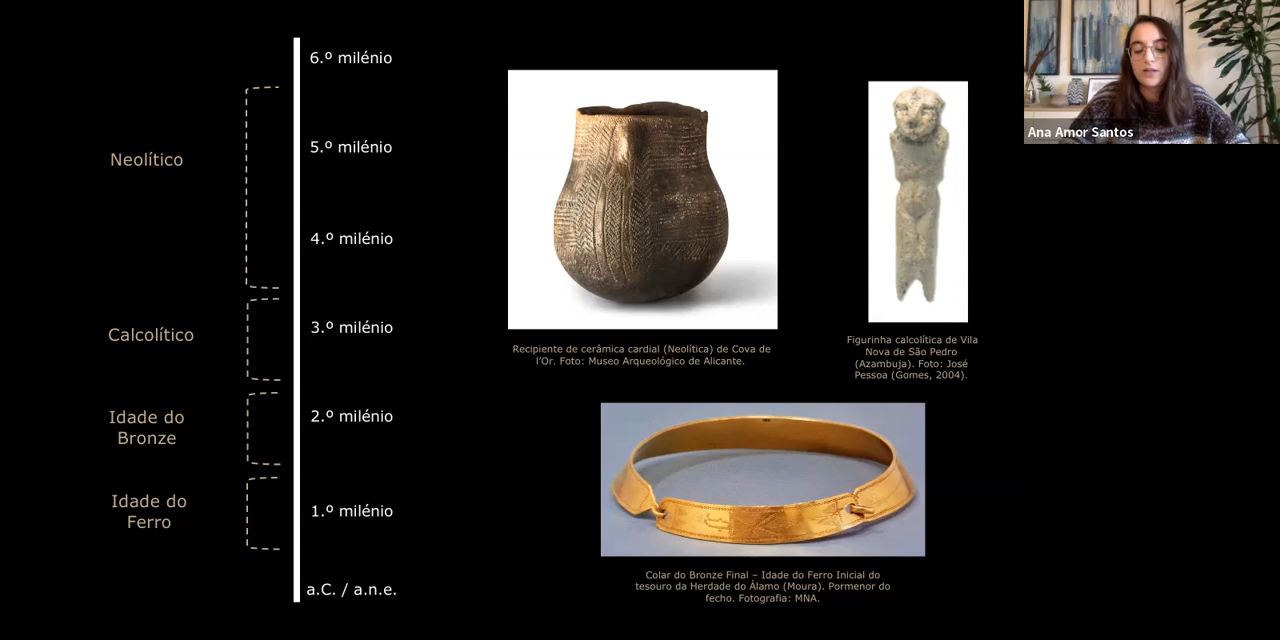 6.º milénio
Neolítico
5.º milénio
4.º milénio
Calcolítico
3.º milénio
Idade do
Bronze
2.º milénio
Idade do
Ferro
1.º milénio
a.C. / a.n.e.
Recipiente de cerâmica cardial (Neolítica) de Cova de
l’Or. Foto: Museo Arqueológico de Alicante.
Figurinha calcolítica de Vila
Nova de São Pedro
(Azambuja). Foto: José
Pessoa (Gomes, 2004).
Colar do Bronze Final – Idade do Ferro Inicial do
tesouro da Herdade do Álamo (Moura). Pormenor do
fecho. Fotografia: MNA.
Ana Amor Santos